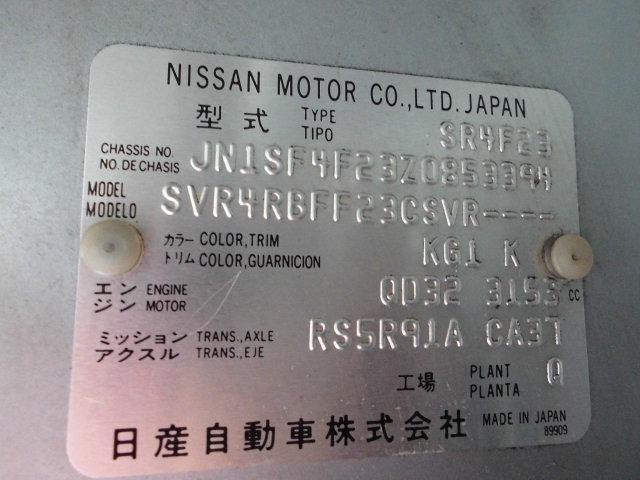 NISSAN MOTOR CO.,LTD. JAPAN
型式 TYPE TIPO SR4F23
CHASSIS NO. NO. DE CHASIS JN1SF4F23Z0853394
MODEL MODELO SVR4RBFF23CSVR----
カラー COLOR,TRIM KG1 K
トリム COLOR,GUARNICION
エンジン ENGINE MOTOR QD32 3153 CC
ミッション TRANS.,AXLE RS5R91A CA37
アクスル TRANS.,EJE
工場 PLANT PLANTA Q
日産自動車株式会社 MADE IN JAPAN
89909